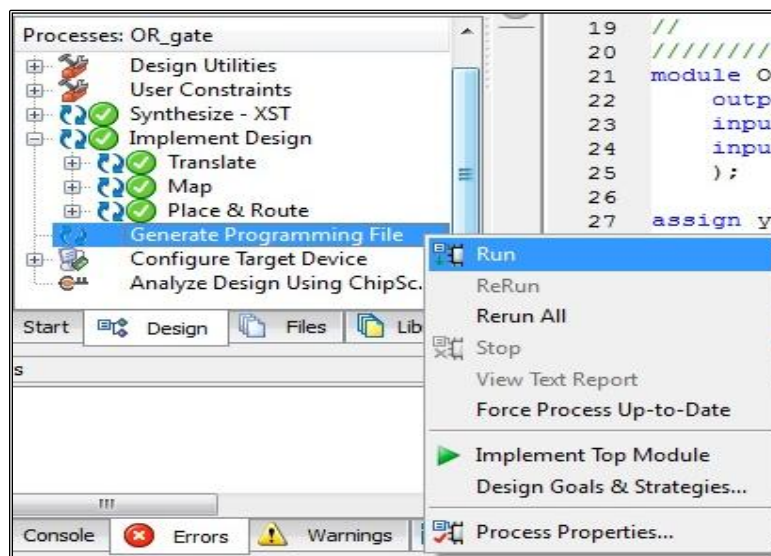 Processes: OR_gate
Design Utilities
User Constraints
Synthesize - XST
Implement Design
Translate
Map
Place & Route
Generate Programming File
Configure Target Device
Analyze Design Using ChipSc.
Start Design Files Lib
s
Console Errors Warnings
19 //
20 ////////
21 module O
22 outp
23 inpu
24 inpu
25 );
26
27 assign y
Run
ReRun
Rerun All
Stop
View Text Report
Force Process Up-to-Date
Implement Top Module
Design Goals & Strategies...
Process Properties...